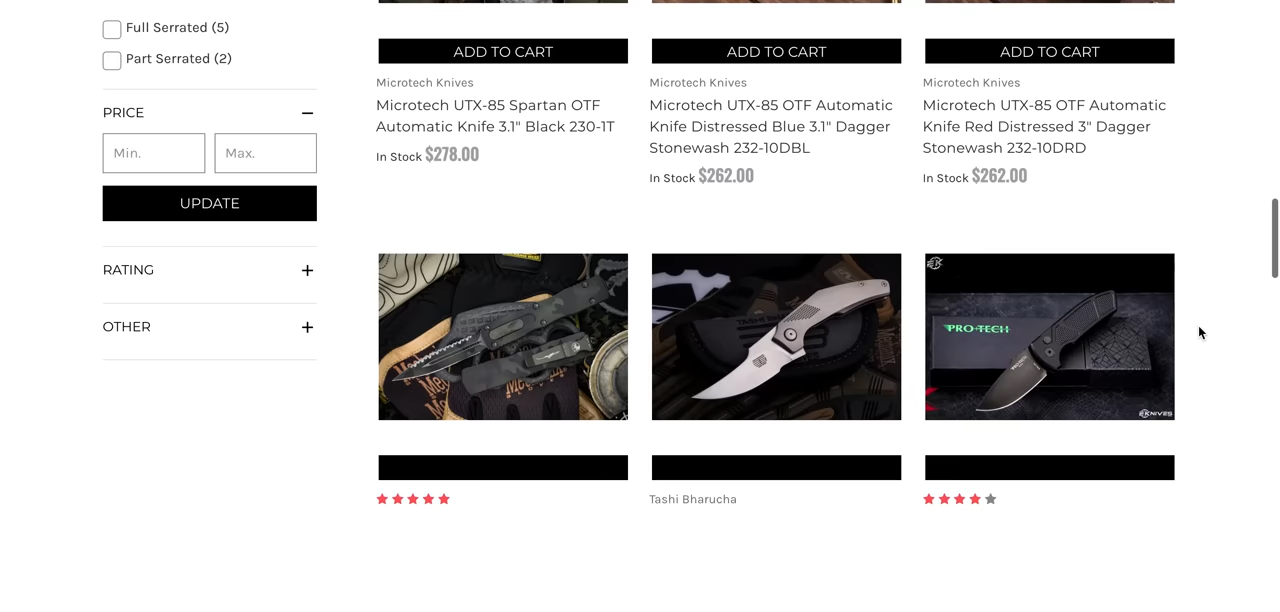 Full Serrated (5)
Part Serrated (2)
PRICE
Min.
Max.
UPDATE
RATING
OTHER
ADD TO CART
Microtech Knives
Microtech UTX-85 Spartan OTF
Automatic Knife 3.1" Black 230-1T
In Stock $278.00
ADD TO CART
Microtech Knives
Microtech UTX-85 OTF Automatic
Knife Distressed Blue 3.1" Dagger
Stonewash 232-10DBL
In Stock $262.00
ADD TO CART
Microtech Knives
Microtech UTX-85 OTF Automatic
Knife Red Distressed 3" Dagger
Stonewash 232-10DRD
In Stock $262.00
Tashi Bharucha
PRO-TECH
EKNIVES